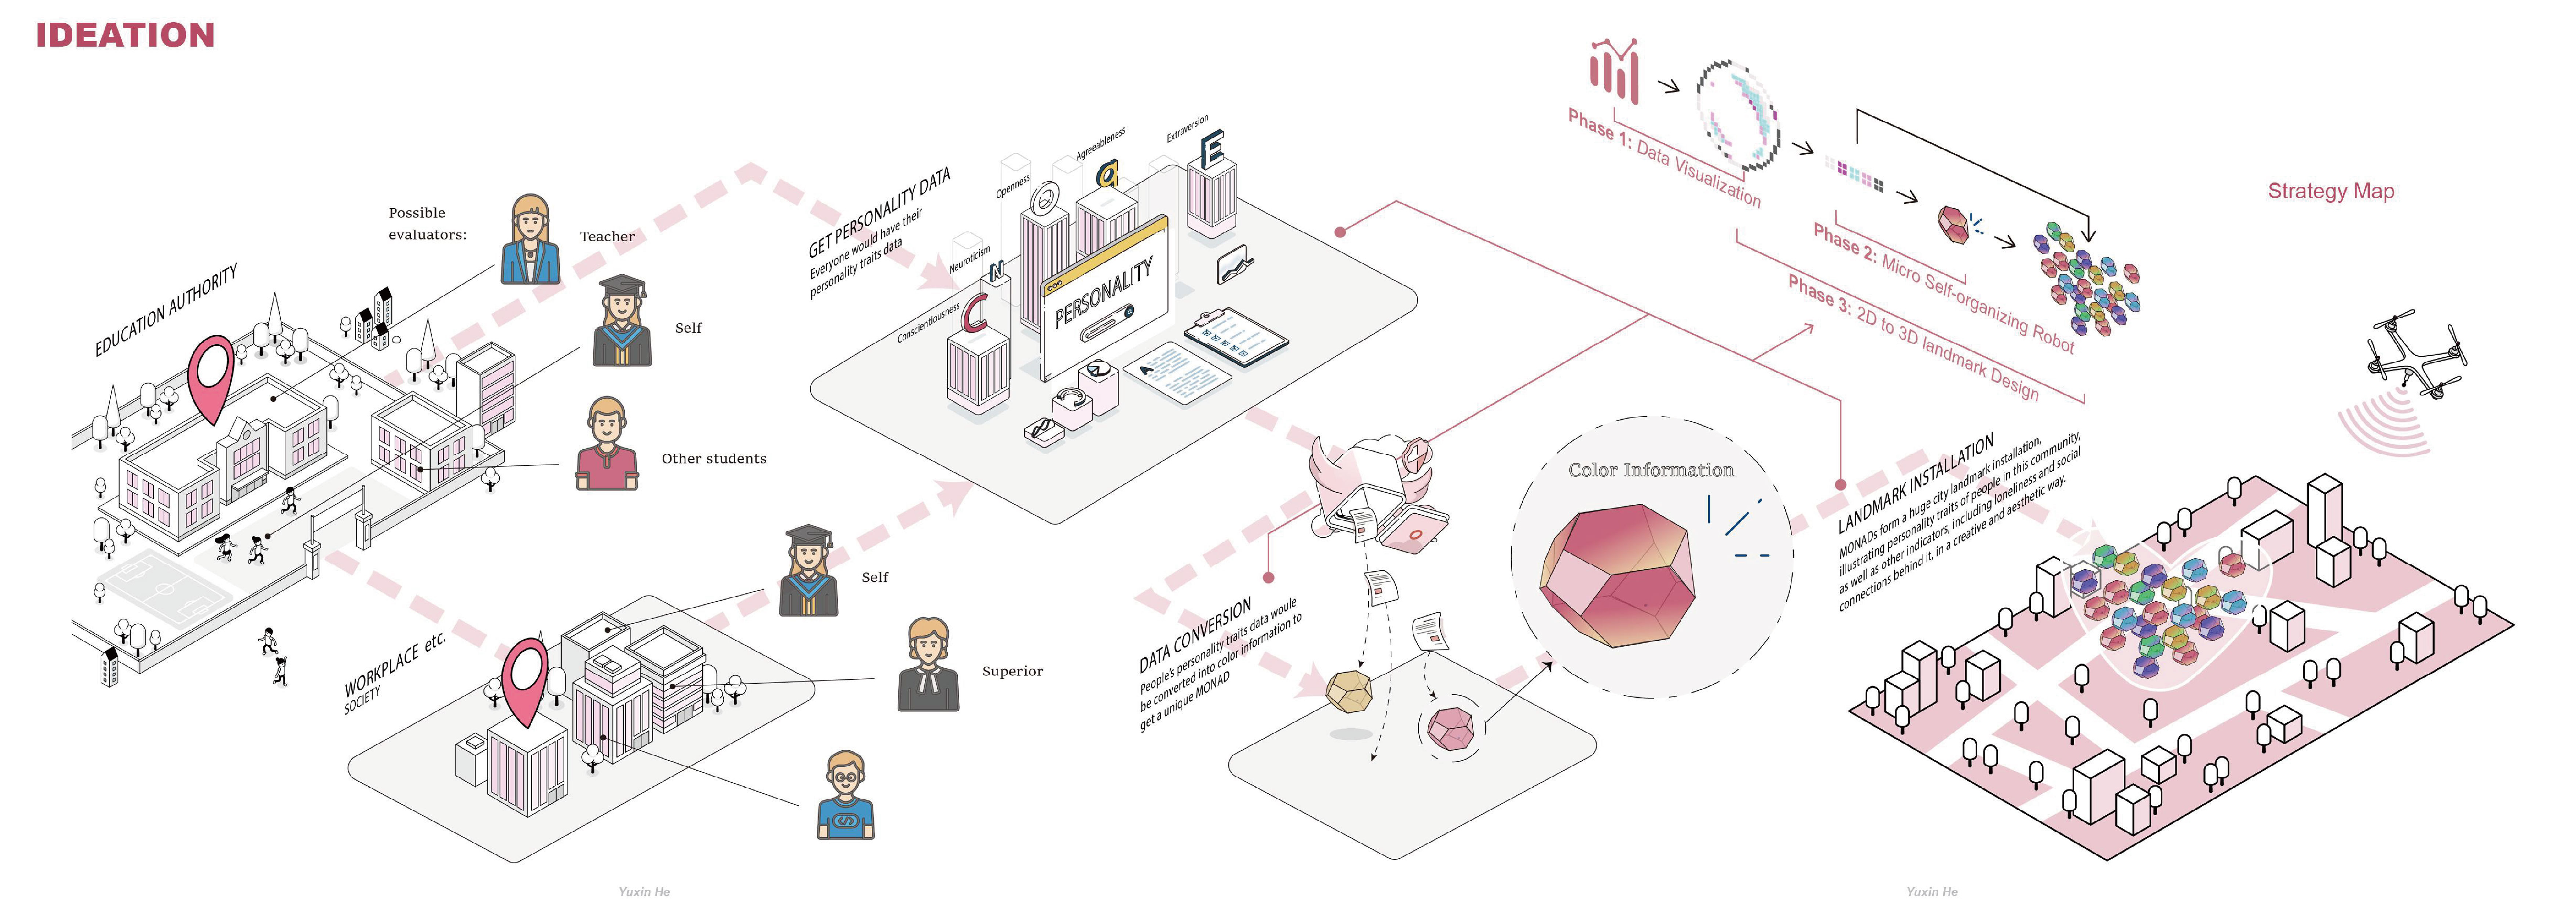 IDEATION
Possible
evaluators:
Teacher
Self
Other students
EDUCATION AUTHORITY
WORKPLACE etc.
SOCIETY
Self
Superior
GET PERSONALITY DATA
Everyone would have their
personality traits data
Conscientiousness
C
Neuroticism
N
Openness
O
Agreeableness
a
Extraversion
E
PERSONALITY
A
DATA CONVERSION
People's personality traits data woule
be converted into color information to
get a unique MONAD
Color Information
Phase 1: Data Visualization
Phase 2: Micro Self-organizing Robot
Phase 3: 2D to 3D landmark Design
Strategy Map
LANDMARK INSTALLATION
MONADs form a huge city landmark installation,
illustrating personality traits of people in this community,
as well as other indicators, including loneliness and social
connections behind it, in a creative and aesthetic way.
Yuxin He
Yuxin He